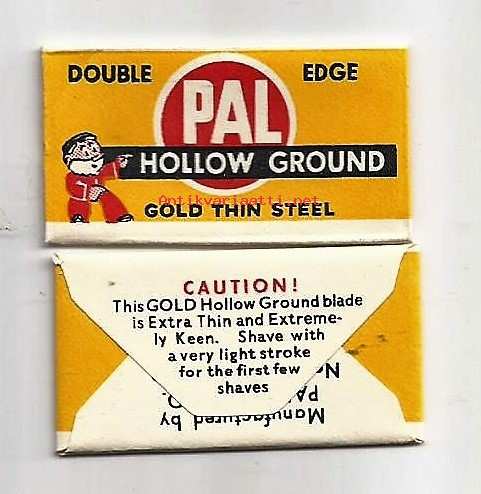 DOUBLE EDGE
PAL
HOLLOW GROUND
GOLD THIN STEEL
Antikvariaatti.net
CAUTION!
This GOLD Hollow Ground blade
is Extra Thin and Extreme-
ly Keen. Shave with
a very light stroke
for the first few
shaves
Manufactured by